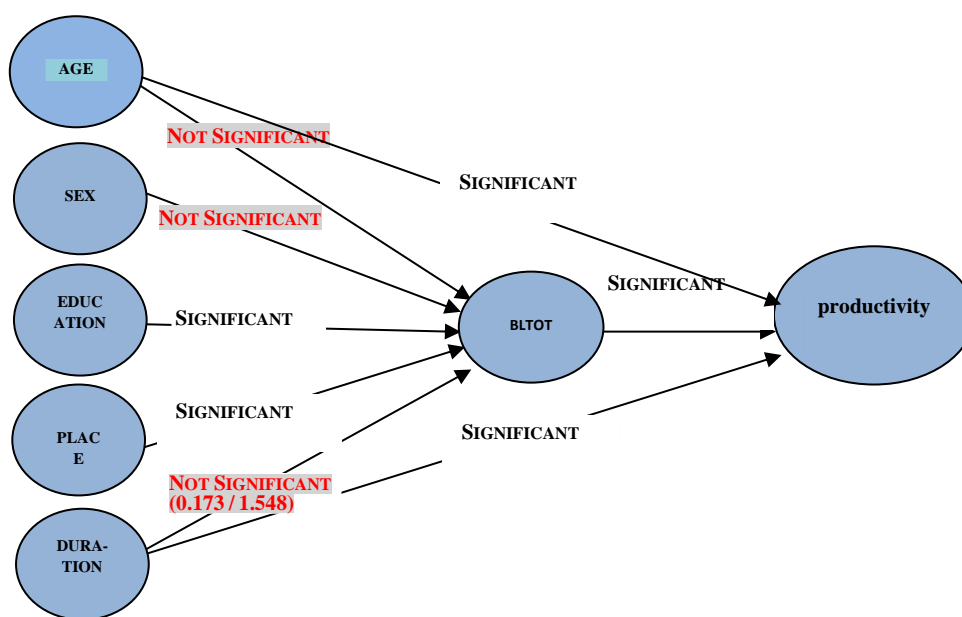 AGE
NOT SIGNIFICANT
SIGNIFICANT
SEX
NOT SIGNIFICANT
SIGNIFICANT
EDUC
ATION
SIGNIFICANT
BLTOT
productivity
SIGNIFICANT
PLAC
E
SIGNIFICANT
NOT SIGNIFICANT
(0.173 / 1.548)
DURA-
TION